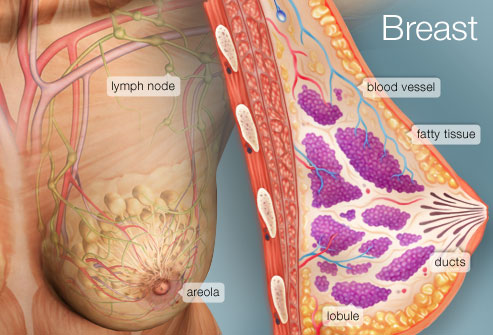 Breast
lymph node
blood vessel
fatty tissue
ducts
areola
lobule